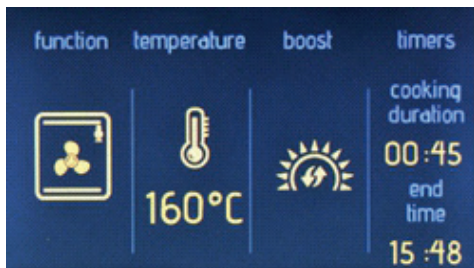 function temperature boost timers
cooking
duration
00:45
end
time
160°C
15:48